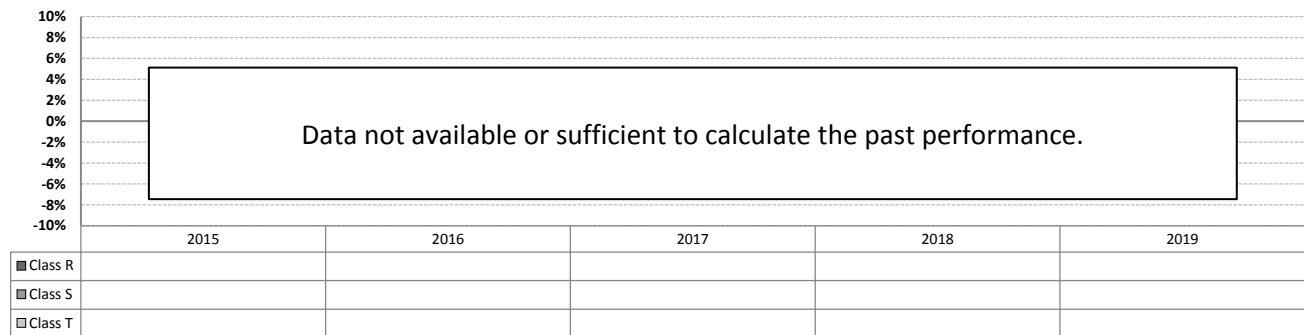 10%
8%
6%
4%
2%
0%
-2%
-4%
-6%
-8%
-10%
Data not available or sufficient to calculate the past performance.
2015 2016 2017 2018 2019
Class R
Class S
Class T